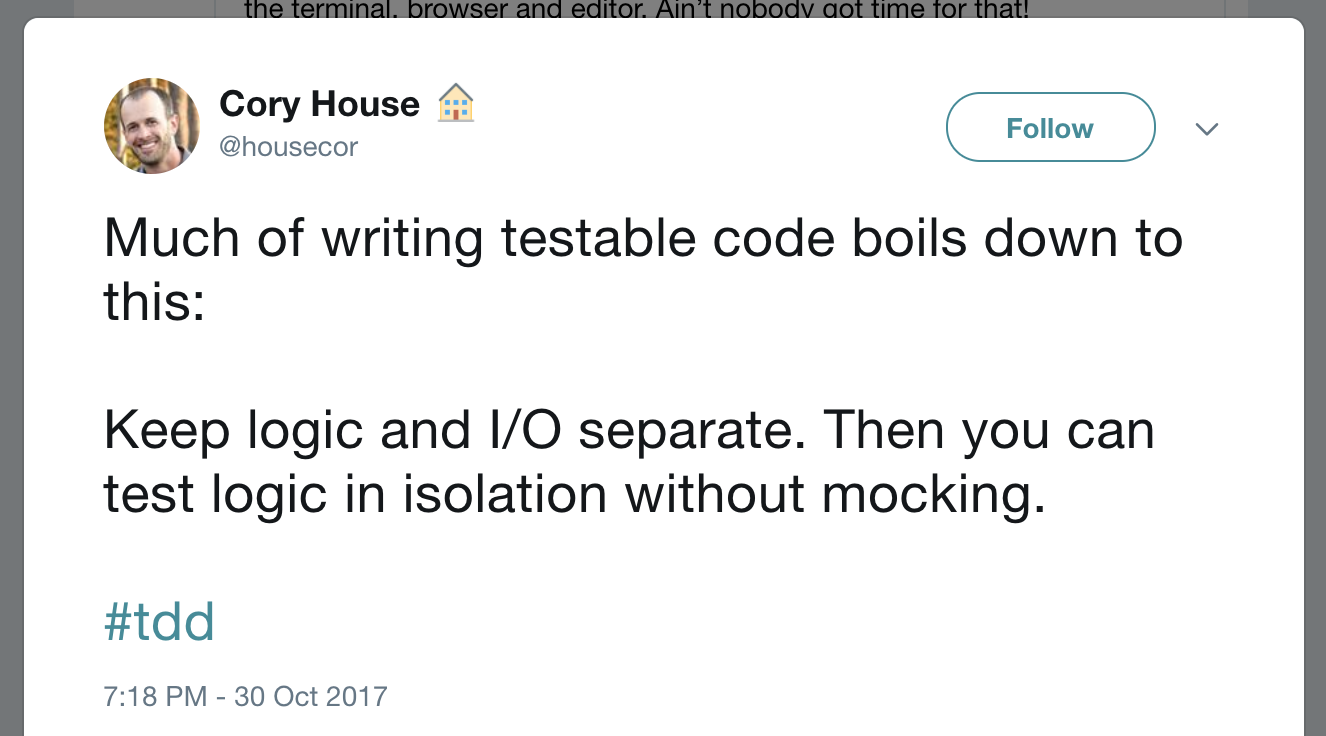 the terminal, browser and editor. Ain't nobody got time for that!
Cory House
@housecor
Follow
Much of writing testable code boils down to
this:
Keep logic and I/O separate. Then you can
test logic in isolation without mocking.
#tdd
7:18 PM - 30 Oct 2017